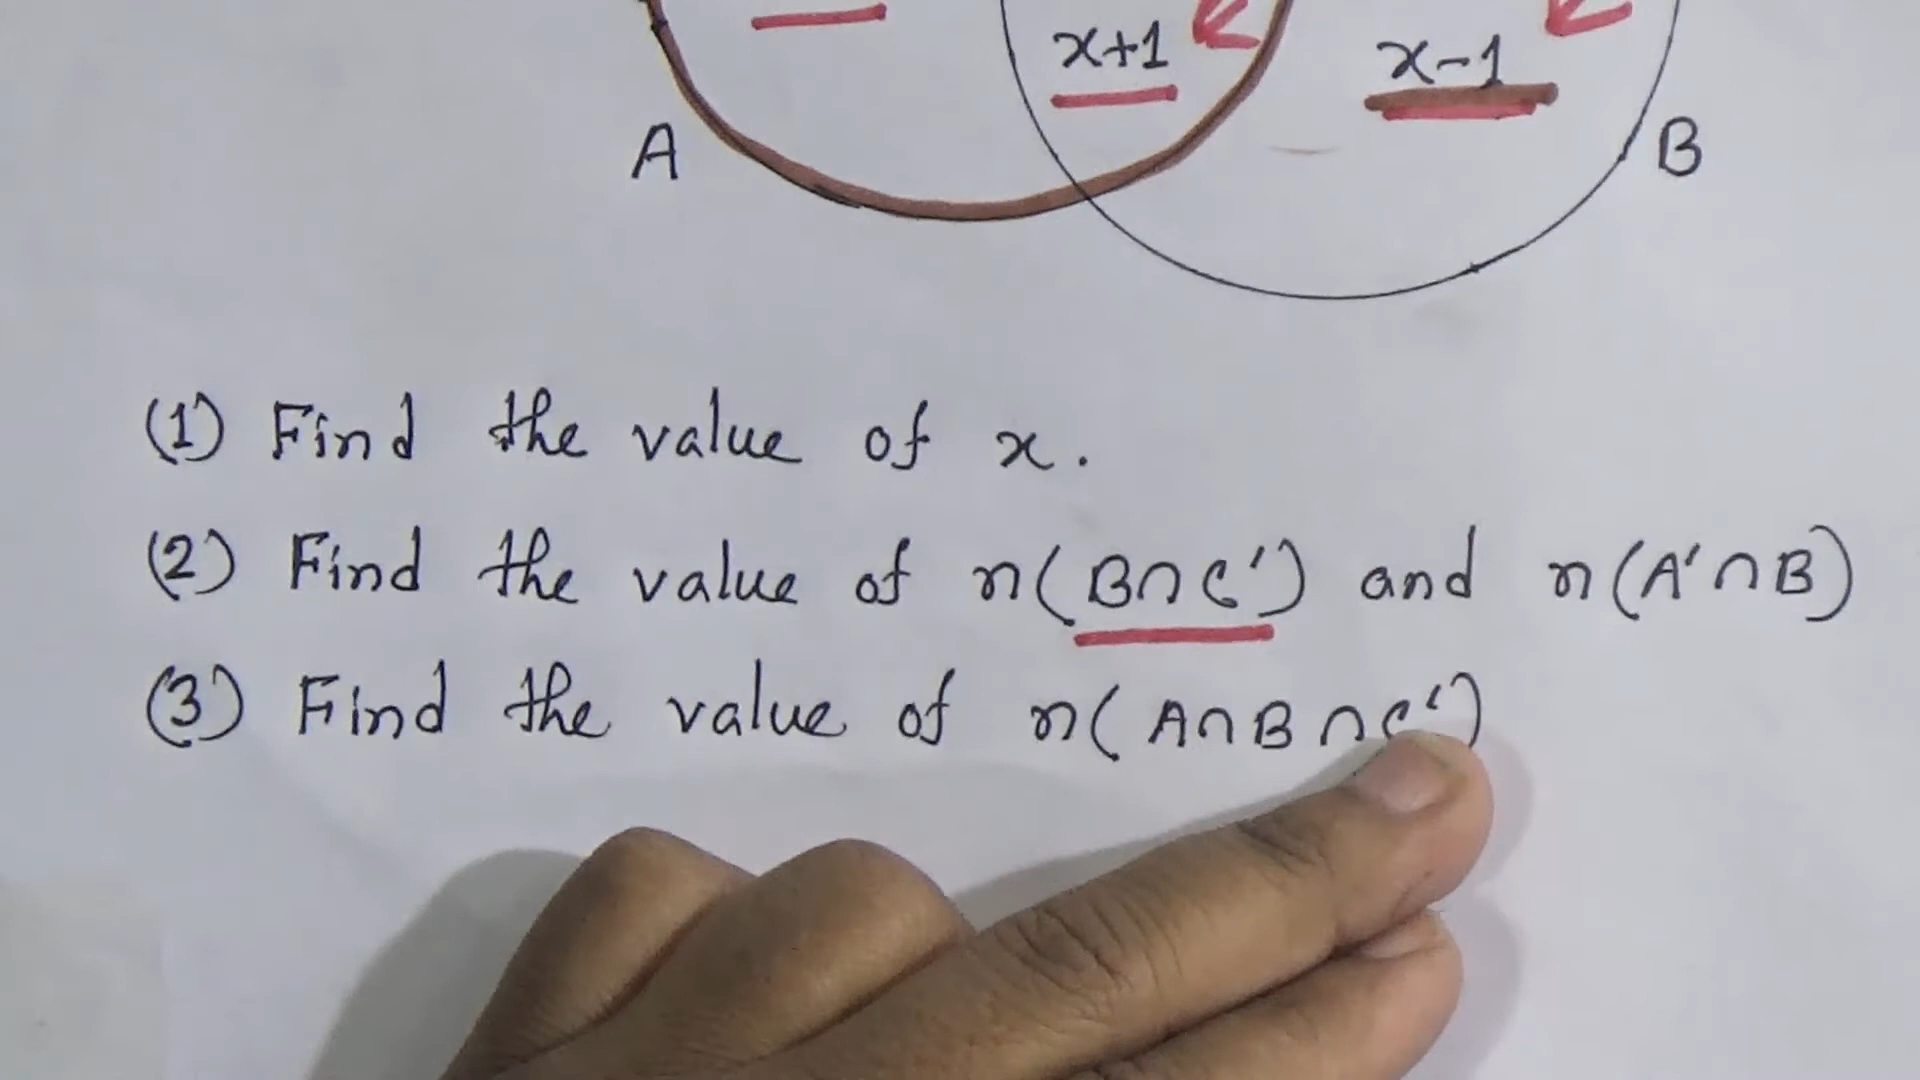 x+1
x-1
A
B
(1) Find the value of x.
(2) Find the value of n(B∩C') and n(A'∩B)
(3) Find the value of n(A∩B∩C')